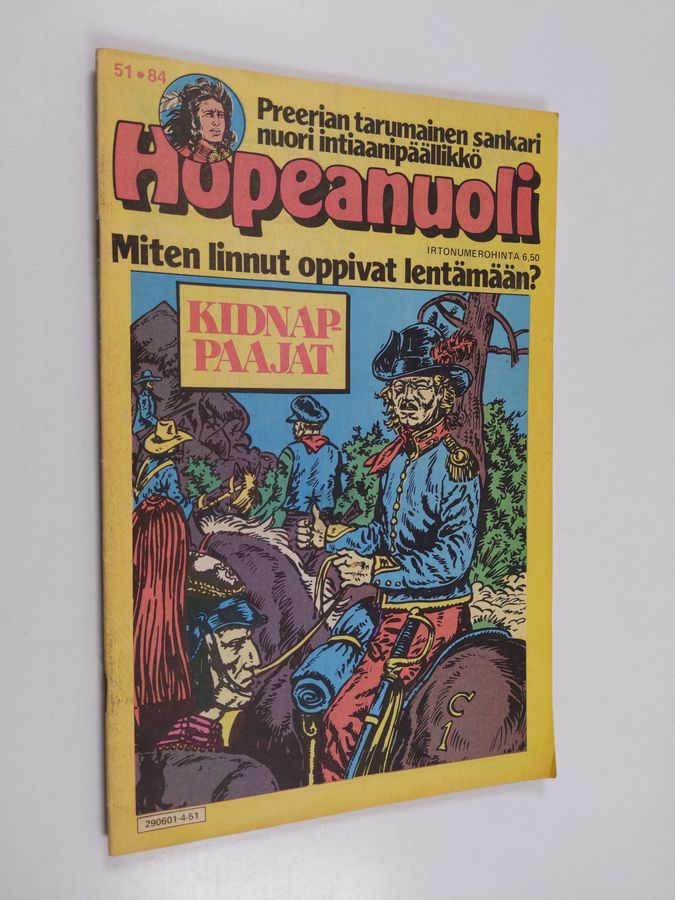 51 • 84
Preerian tarumainen sankari
nuori intiaanipäällikkö
Hopeanuoli
IRTONUMEROHINTA 6,50
Miten linnut oppivat lentämään?
KIDNAP-
PAAJAT
C
1
290601-4-51